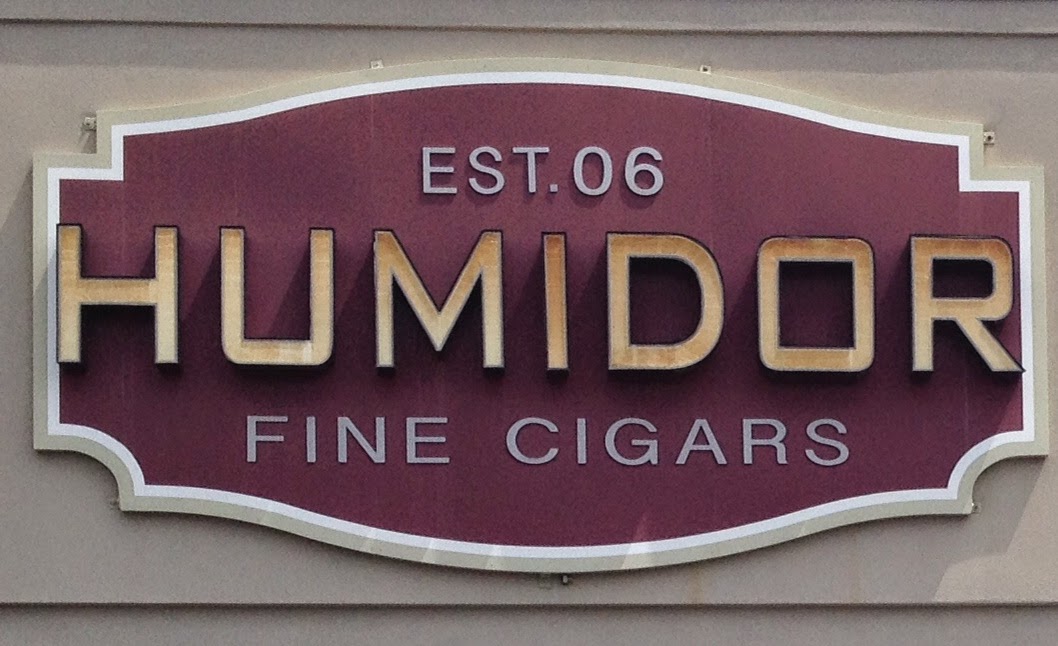 EST. 06
HUMIDOR
FINE CIGARS